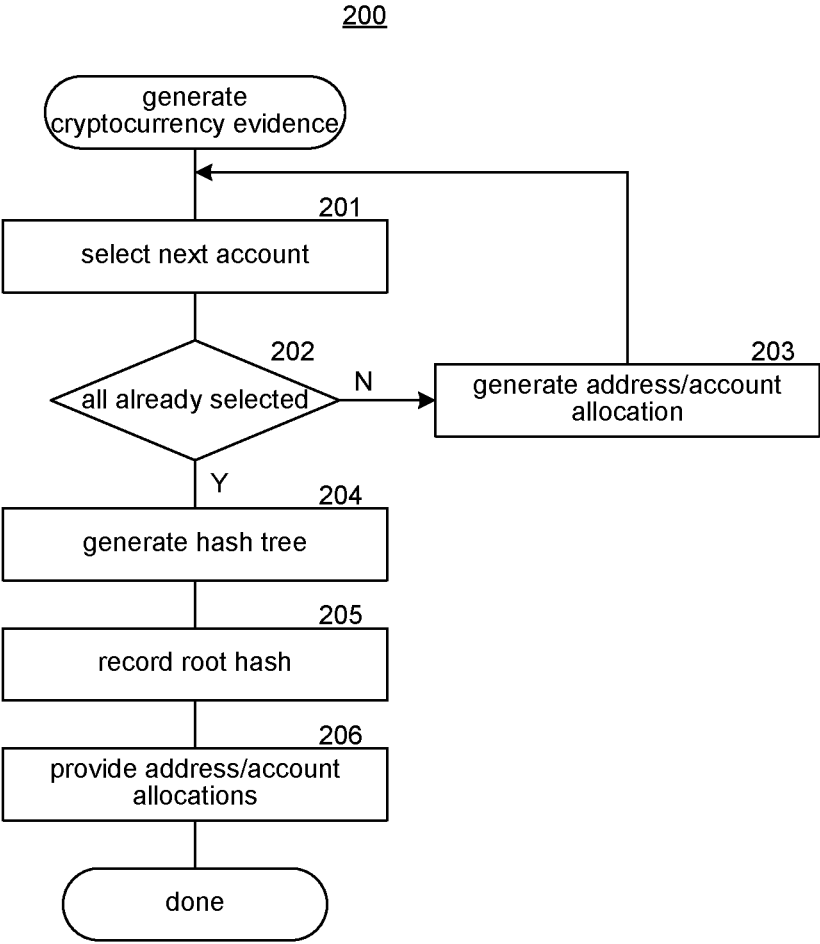 200
generate
cryptocurrency evidence
201
select next account
202
all already selected
N
203
generate address/account
allocation
Y
204
generate hash tree
205
record root hash
206
provide address/account
allocations
done